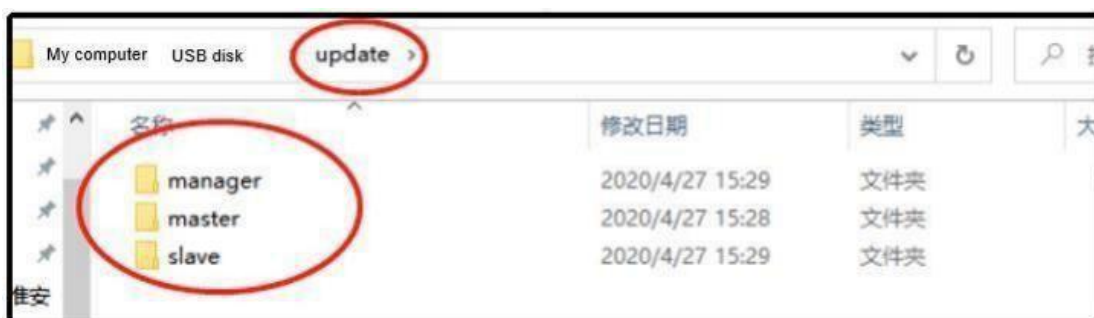 My computer USB disk update >
名称 修改日期 类型 大
manager 2020/4/27 15:29 文件夹
master 2020/4/27 15:28 文件夹
slave 2020/4/27 15:29 文件夹
淮安